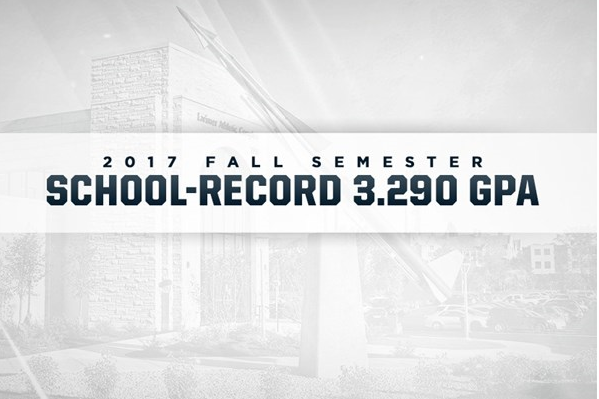 2017 FALL SEMESTER
SCHOOL-RECORD 3.290 GPA